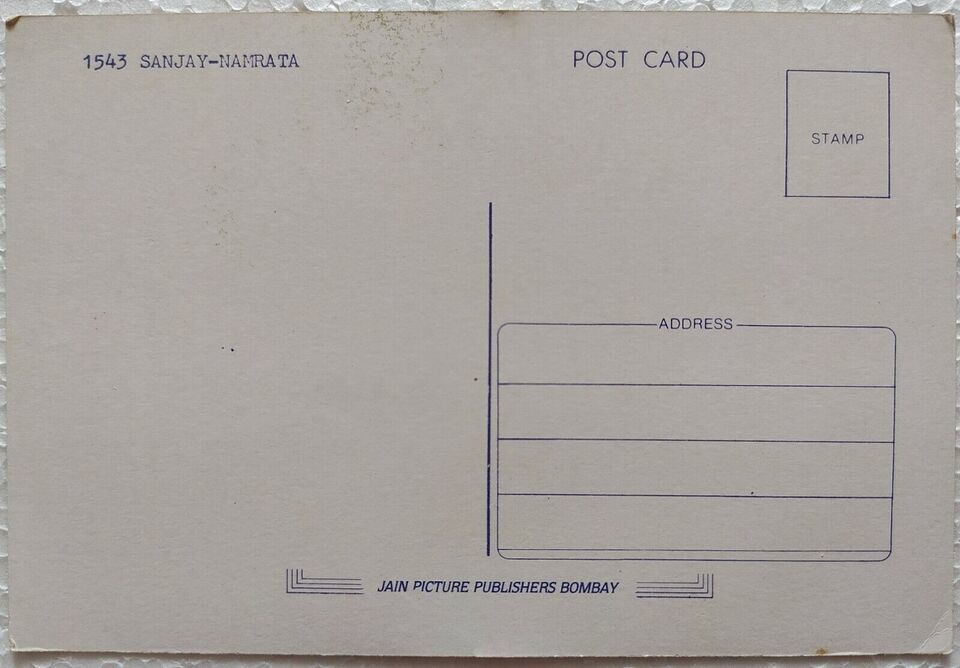 1543 SANJAY-NAMRATA
POST CARD
STAMP
ADDRESS
JAIN PICTURE PUBLISHERS BOMBAY